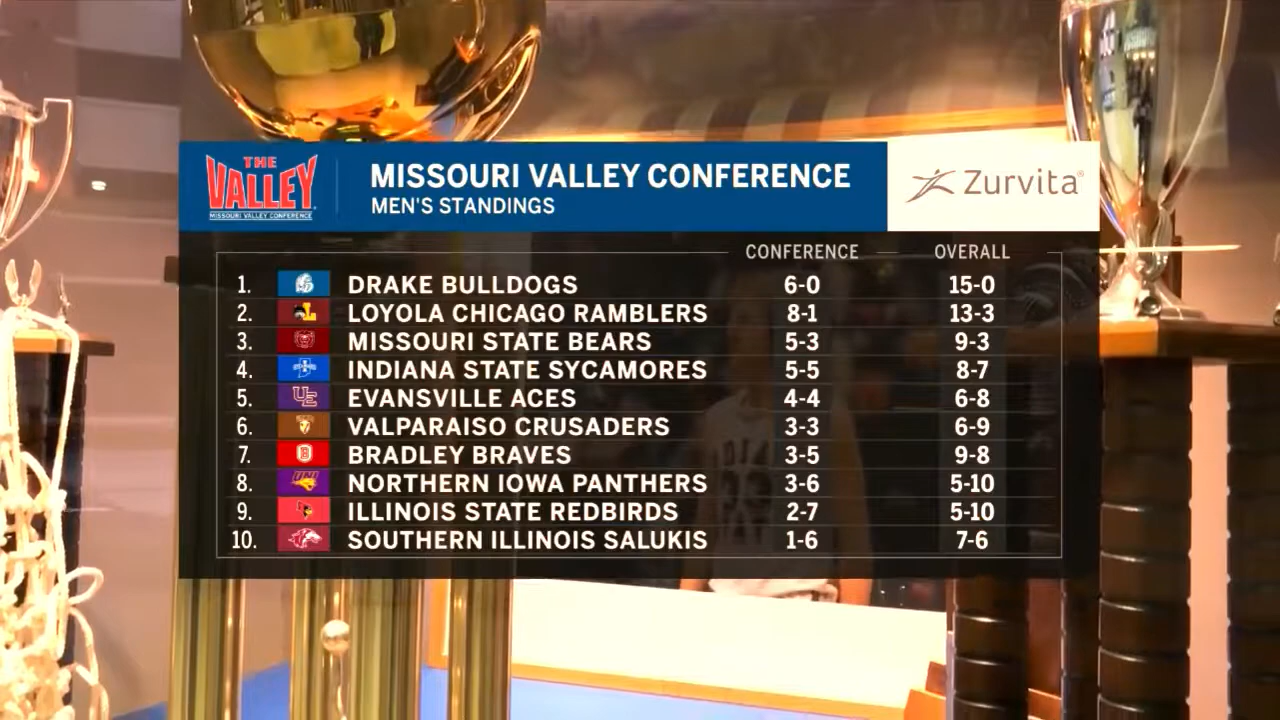 THE
VALLEY
MISSOURI VALLEY CONFERENCE
MISSOURI VALLEY CONFERENCE
MEN'S STANDINGS
Zurvita®
CONFERENCE OVERALL
1. DRAKE BULLDOGS 6-0 15-0
2. LOYOLA CHICAGO RAMBLERS 8-1 13-3
3. MISSOURI STATE BEARS 5-3 9-3
4. INDIANA STATE SYCAMORES 5-5 8-7
5. UE EVANSVILLE ACES 4-4 6-8
6. VALPARAISO CRUSADERS 3-3 6-9
7. B BRADLEY BRAVES 3-5 9-8
8. UNI NORTHERN IOWA PANTHERS 3-6 5-10
9. ILLINOIS STATE REDBIRDS 2-7 5-10
10. SOUTHERN ILLINOIS SALUKIS 1-6 7-6